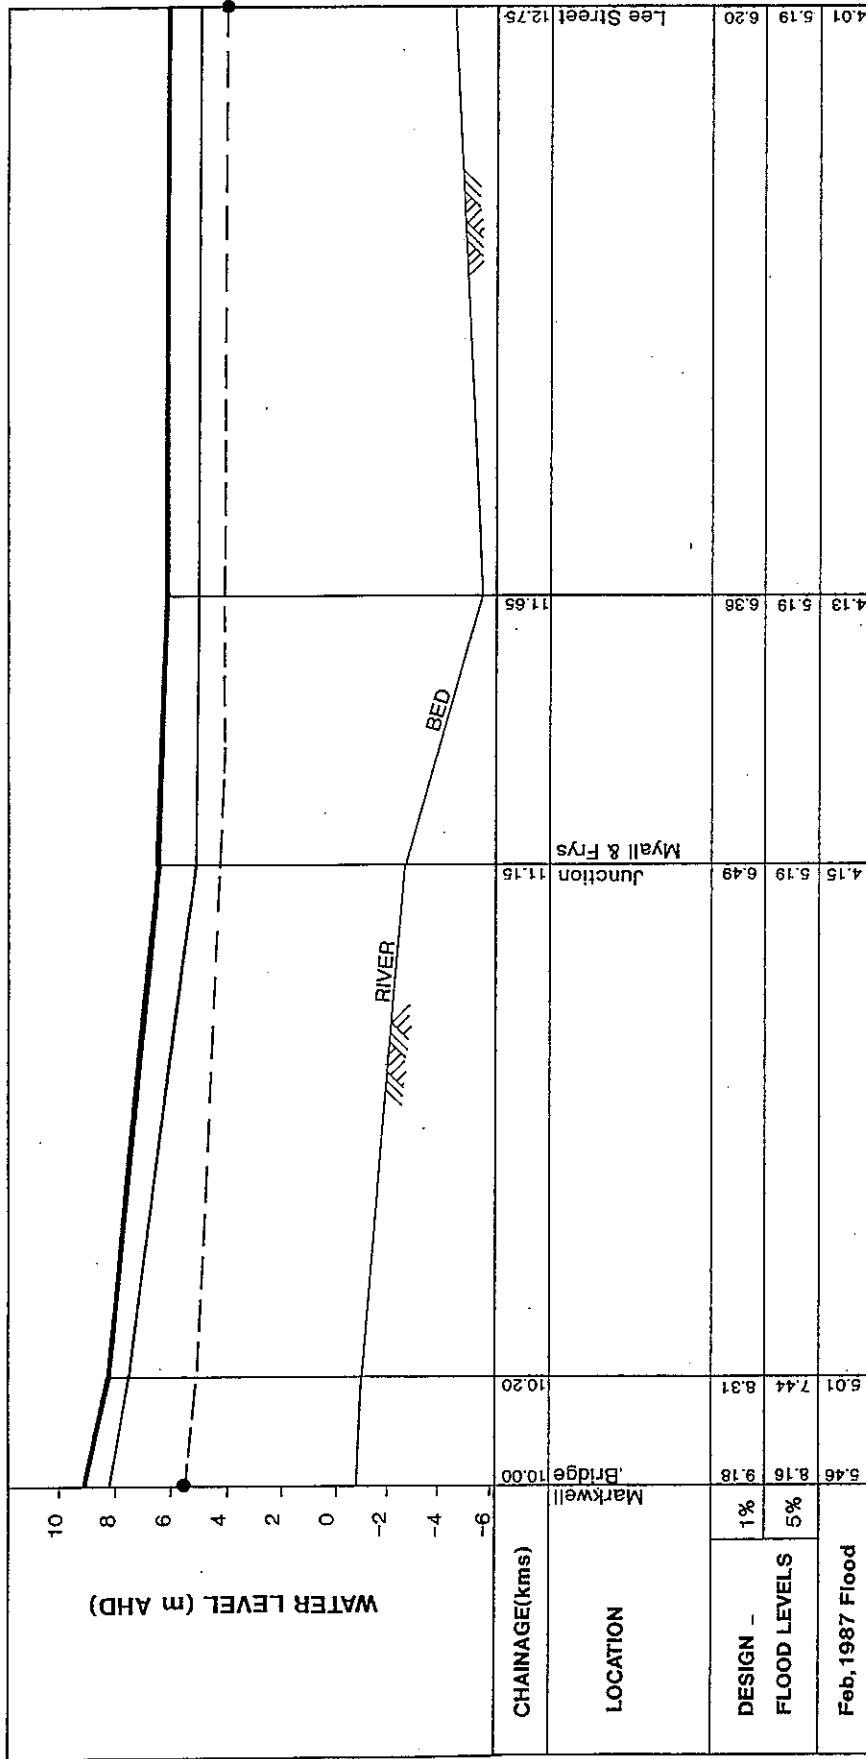 WATER LEVEL (m AHD)
10
8
6
4
2
0
-2
-4
-6
RIVER
BED
CHAINAGE(kms)
10.00
10.20
11.15
11.65
12.75
LOCATION
Markwell
Bridge
Junction
Myall & Frys
Lee Street
DESIGN –
FLOOD LEVELS
1%
9.18
8.31
6.49
6.36
6.20
5%
8.16
7.44
5.19
5.19
5.19
Feb,1987 Flood
5.46
5.01
4.15
4.13
4.01